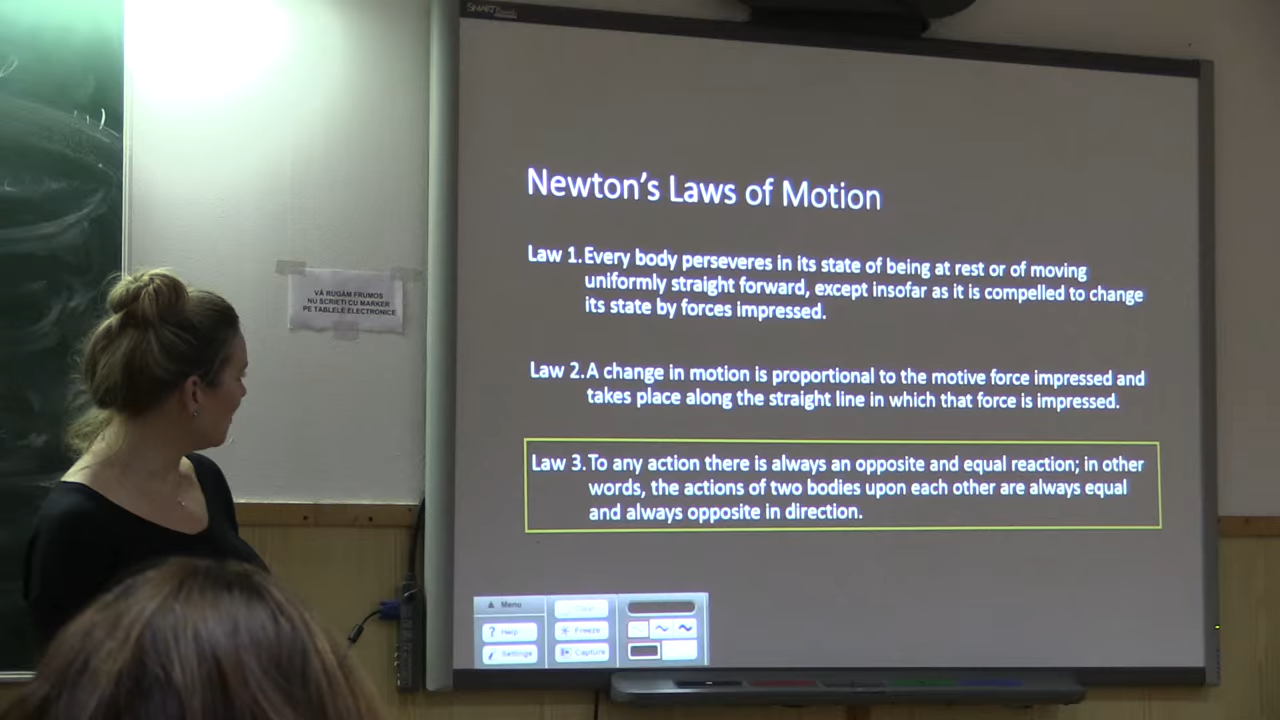 SMART
VĂ RUGĂM FRUMOS
NU SCRIEȚI CU MARKER
PE TABLELE ELECTRONICE
Newton's Laws of Motion
Law 1. Every body perseveres in its state of being at rest or of moving
uniformly straight forward, except insofar as it is compelled to change
its state by forces impressed.
Law 2. A change in motion is proportional to the motive force impressed and
takes place along the straight line in which that force is impressed.
Law 3. To any action there is always an opposite and equal reaction; in other
words, the actions of two bodies upon each other are always equal
and always opposite in direction.
Menu
Help
Settings
Clear
Freeze
Capture